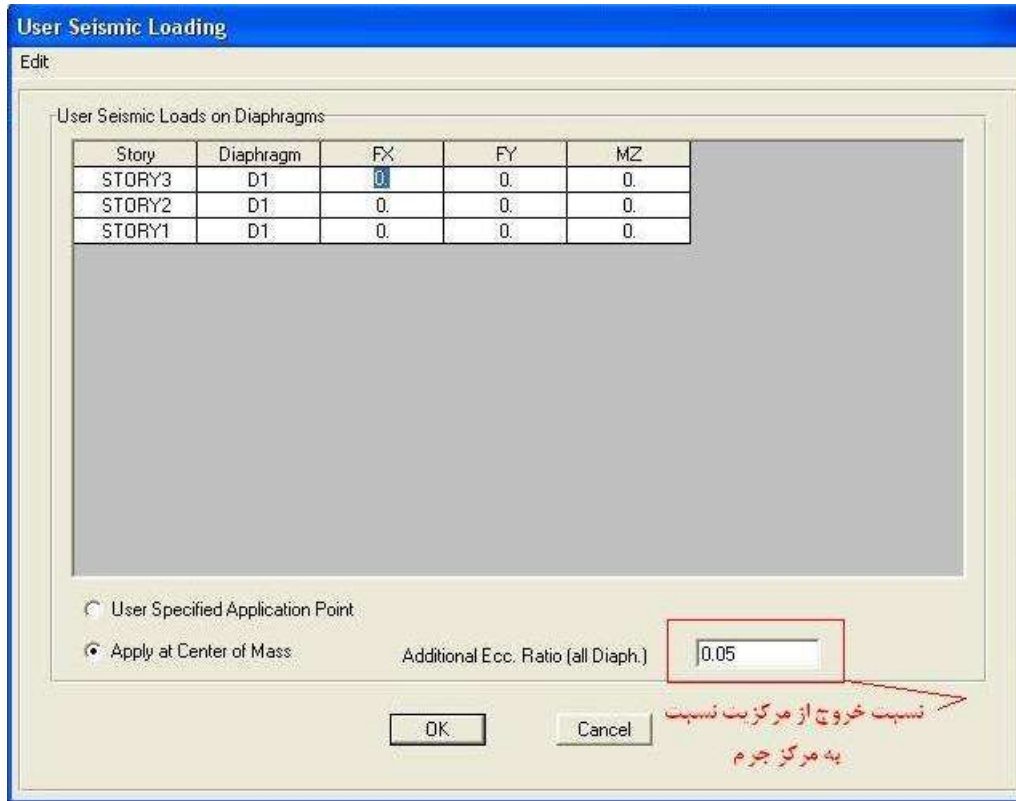 User Seismic Loading
Edit
User Seismic Loads on Diaphragms
Story Diaphragm FX FY MZ
STORY3 D1 0. 0. 0.
STORY2 D1 0. 0. 0.
STORY1 D1 0. 0. 0.
User Specified Application Point
Apply at Center of Mass
Additional Ecc. Ratio (all Diaph.) 0.05
نسبت خروج از مرکزیت نسبت
به مرکز جرم
OK Cancel